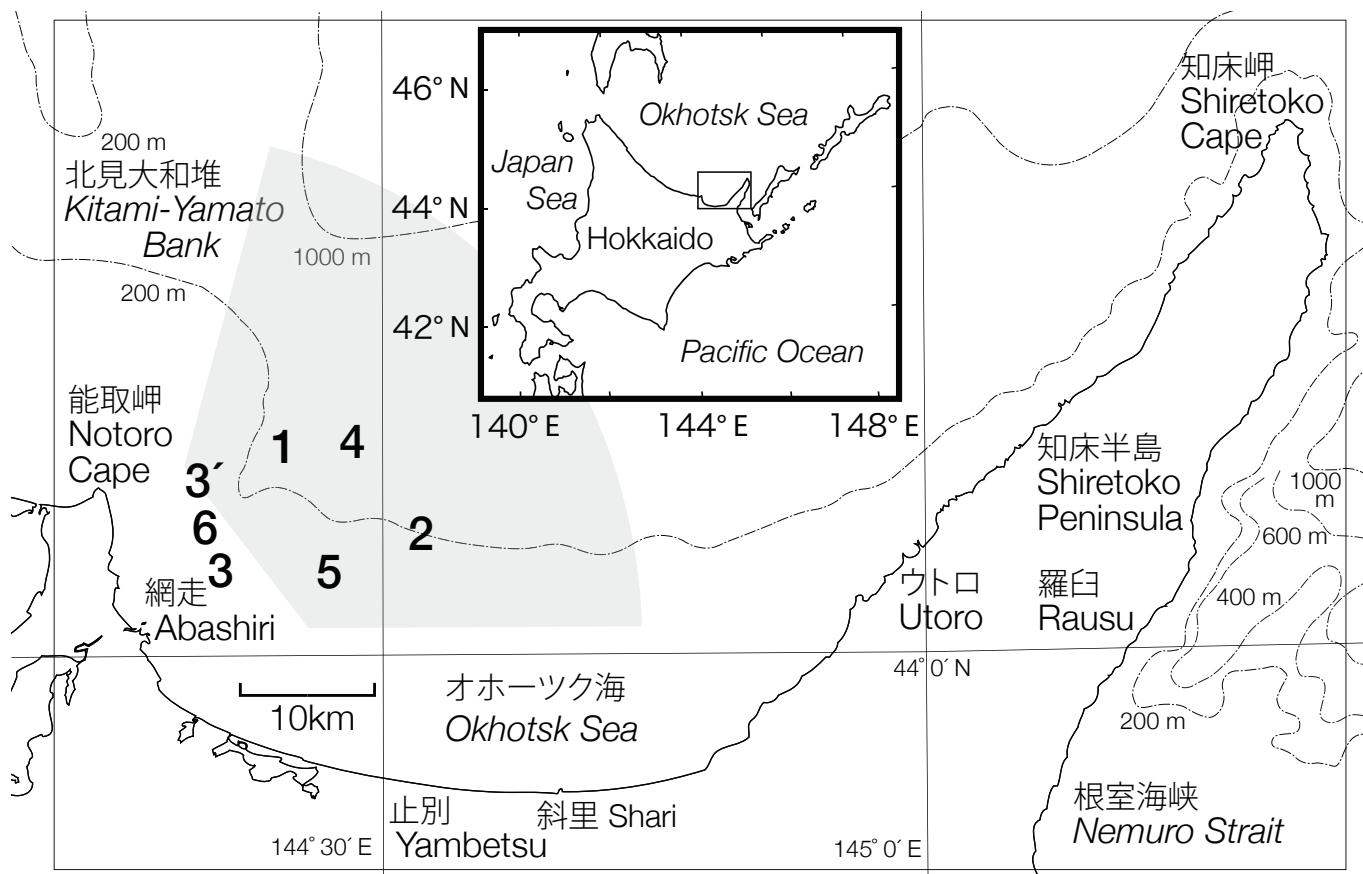 200 m
北見大和堆
Kitami-Yamato
Bank
1000 m
200 m
46° N
44° N
42° N
140° E
144° E
148° E
Okhotsk Sea
Japan
Sea
Hokkaido
Pacific Ocean
知床岬
Shiretoko
Cape
能取岬
Notoro
Cape
1
4
3´
6
2
3
5
網走
Abashiri
知床半島
Shiretoko
Peninsula
1000
m
600 m
400 m
200 m
ウトロ
Utoro
羅臼
Rausu
44° 0´ N
10km
オホーツク海
Okhotsk Sea
止別
Yambetsu
斜里 Shari
144° 30´ E
145° 0´ E
根室海峡
Nemuro Strait